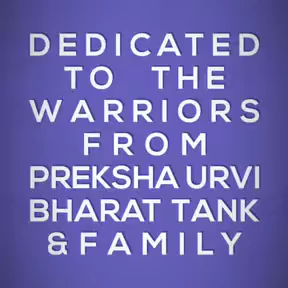 DEDICATED
TO THE
WARRIORS
FROM
PREKSHA URVI
BHARAT TANK
& FAMILY